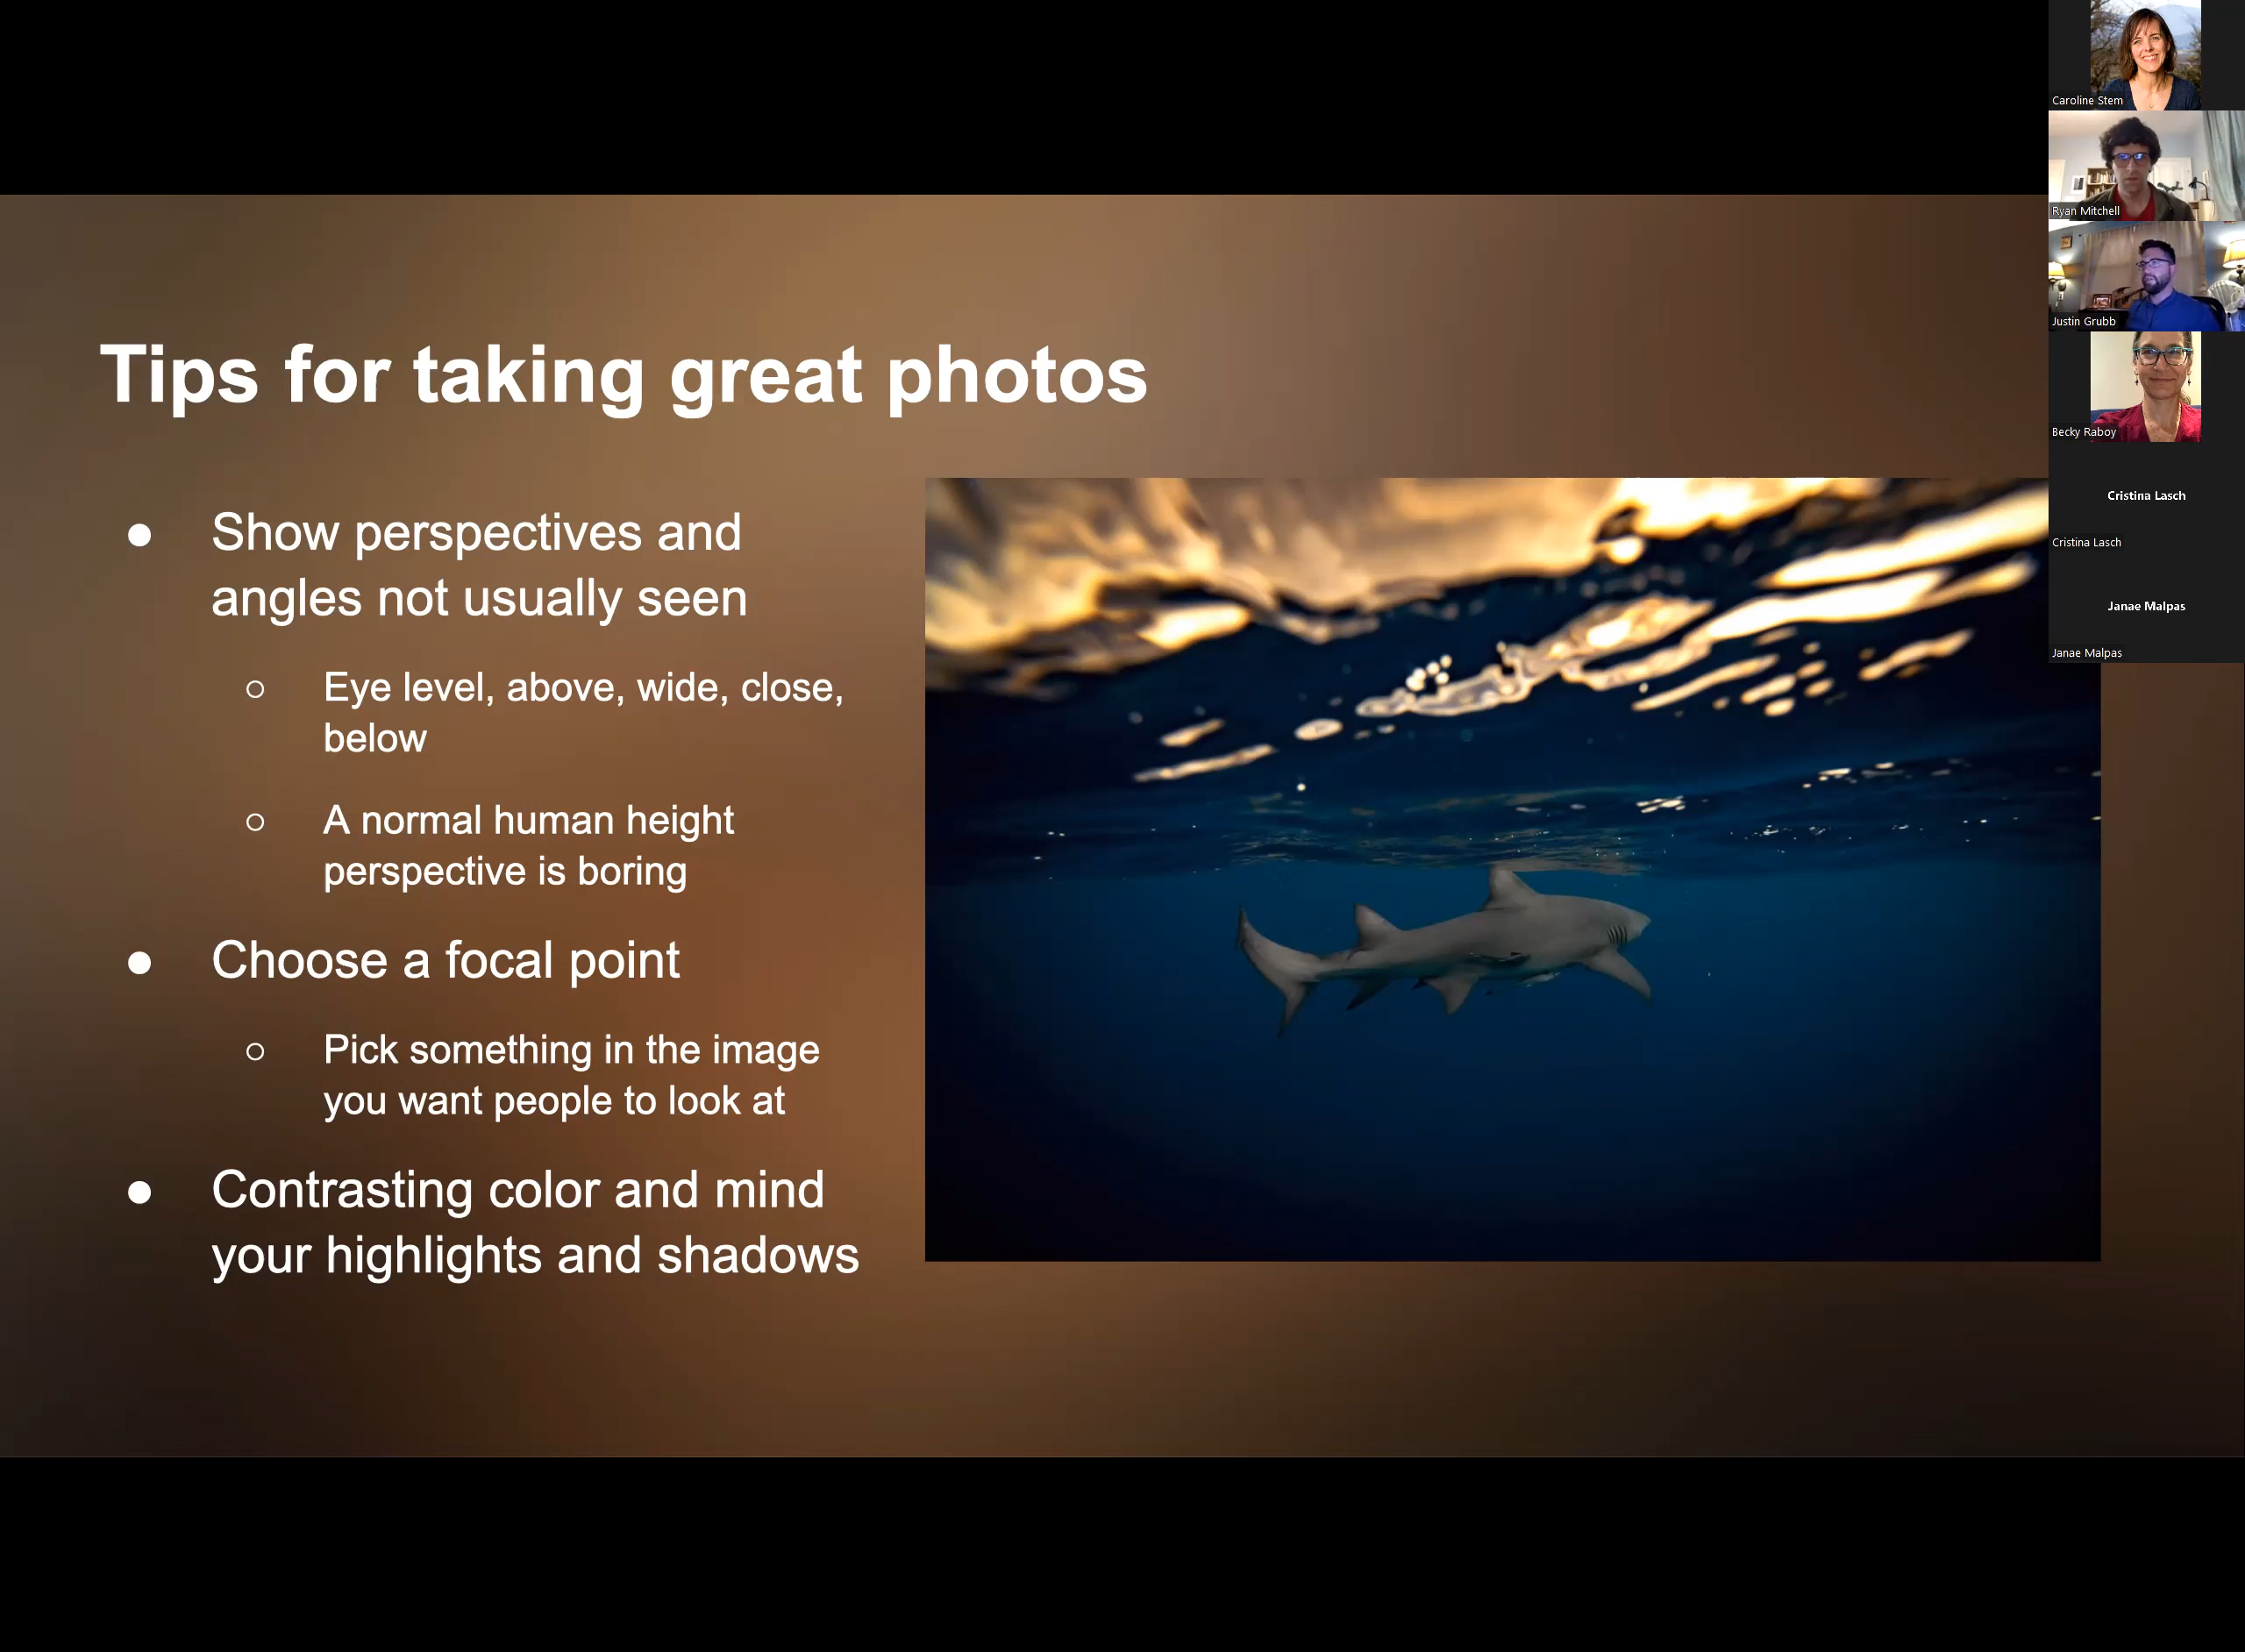 Tips for taking great photos
● Show perspectives and
angles not usually seen
○ Eye level, above, wide, close,
below
○ A normal human height
perspective is boring
● Choose a focal point
○ Pick something in the image
you want people to look at
● Contrasting color and mind
your highlights and shadows
Caroline Stem
Ryan Mitchell
Justin Grubb
Becky Raboy
Cristina Lasch
Cristina Lasch
Janae Malpas
Janae Malpas